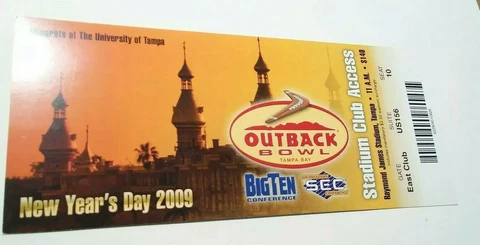 Minarets at The University of Tampa
New Year's Day 2009
OUTBACK
BOWL
TAMPA BAY
BIG TEN
CONFERENCE
SEC
Stadium Club Access
Raymond James Stadium, Tampa • 11 A.M. • $140
GATE
East Club
SUITE
US156
SEAT
10